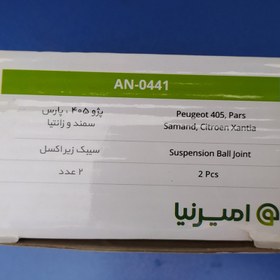 AN-0441
پژو ۴۰۵ ، پارس
سمند و زانتیا
Peugeot 405, Pars
Samand, Citroen Xantia
سیبک زیر اکسل
Suspension Ball Joint
۲ عدد
2 Pcs
امیرنیا